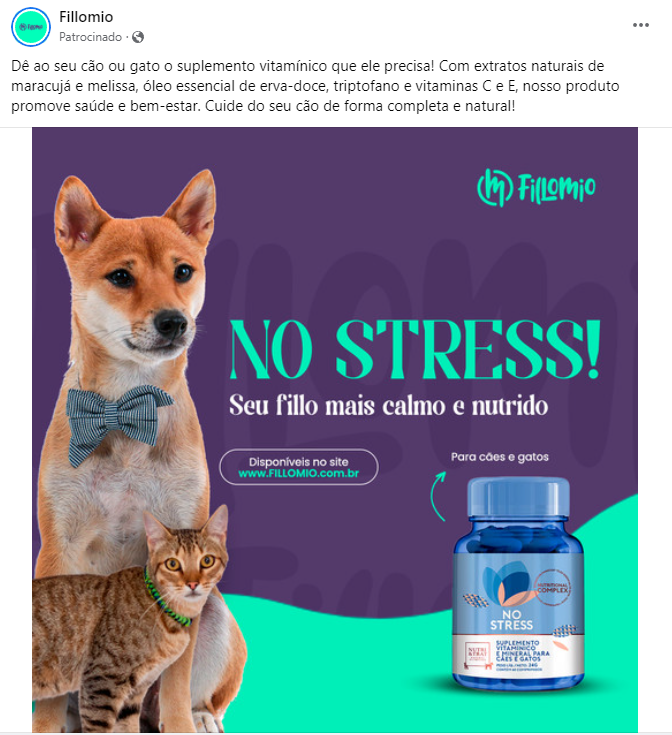 Fillomio
Patrocinado ·
Dê ao seu cão ou gato o suplemento vitamínico que ele precisa! Com extratos naturais de
maracujá e melissa, óleo essencial de erva-doce, triptofano e vitaminas C e E, nosso produto
promove saúde e bem-estar. Cuide do seu cão de forma completa e natural!
FilloMio
NO STRESS!
Seu fillo mais calmo e nutrido
Disponíveis no site
www.FILLOMIO.com.br
Para cães e gatos
NUTRITIONAL
COMPLEX
NO
STRESS
NUTRI
&TRAT
SUPLEMENTO
VITAMÍNICO
E MINERAL PARA
CÃES E GATOS